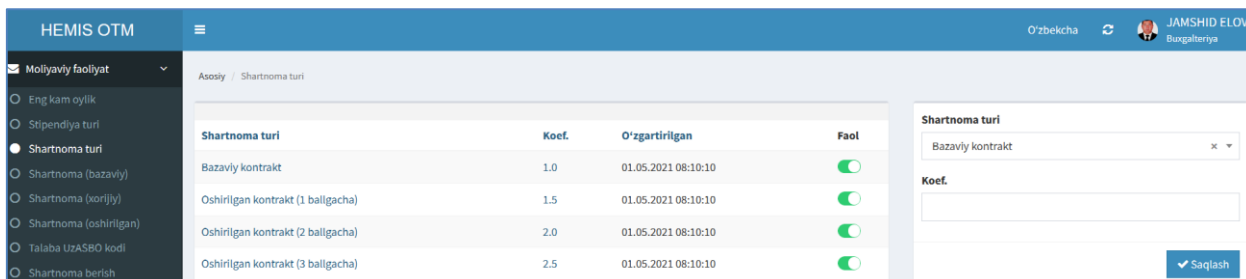 HEMIS OTM
O'zbekcha
JAMSHID ELOV
Buxgalteriya
Moliyaviy faoliyat
Eng kam oylik
Stipendiya turi
Shartnoma turi
Shartnoma (bazaviy)
Shartnoma (xorijiy)
Shartnoma (oshirilgan)
Talaba UzASBO kodi
Shartnoma berish
Asosiy / Shartnoma turi
Shartnoma turi Koef. O'zgartirilgan Faol
Bazaviy kontrakt 1.0 01.05.2021 08:10:10
Oshirilgan kontrakt (1 ballgacha) 1.5 01.05.2021 08:10:10
Oshirilgan kontrakt (2 ballgacha) 2.0 01.05.2021 08:10:10
Oshirilgan kontrakt (3 ballgacha) 2.5 01.05.2021 08:10:10
Shartnoma turi
Bazaviy kontrakt
Koef.
Saqlash